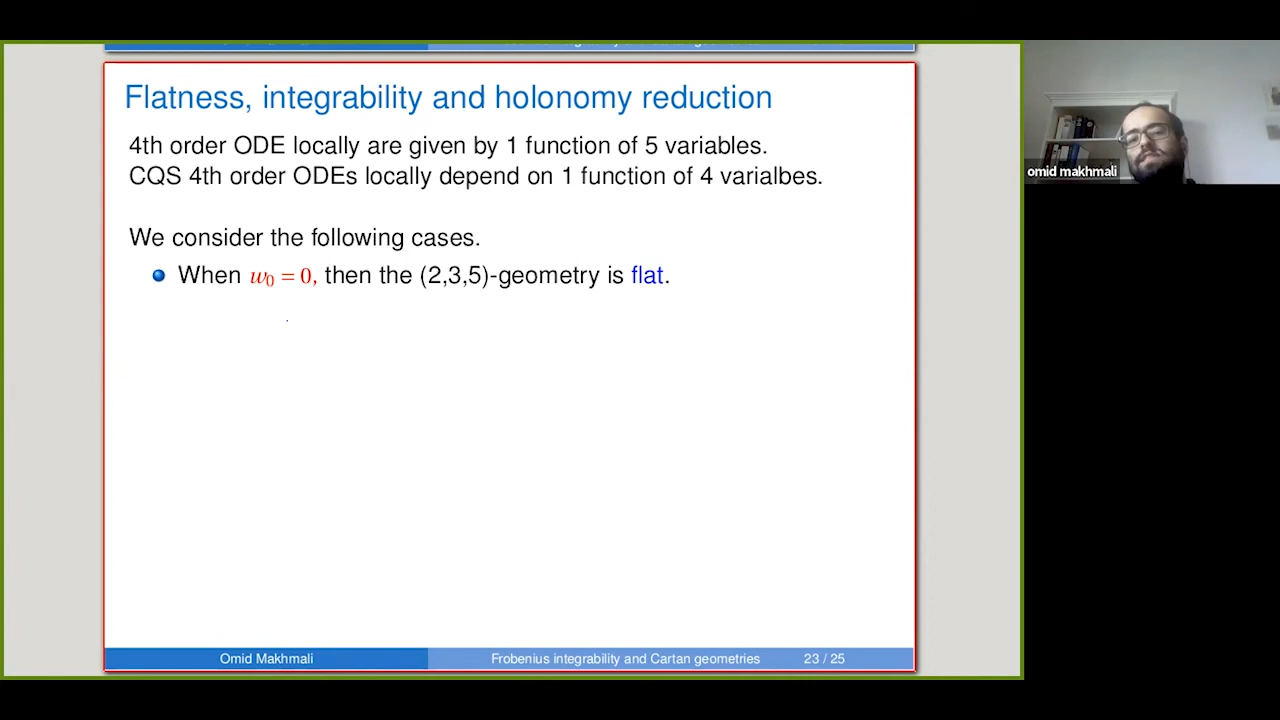 Flatness, integrability and holonomy reduction
4th order ODE locally are given by 1 function of 5 variables.
CQS 4th order ODEs locally depend on 1 function of 4 varialbes.
We consider the following cases.
When w₀ = 0, then the (2,3,5)-geometry is flat.
omid makhmali
Omid Makhmali
Frobenius integrability and Cartan geometries
23 / 25